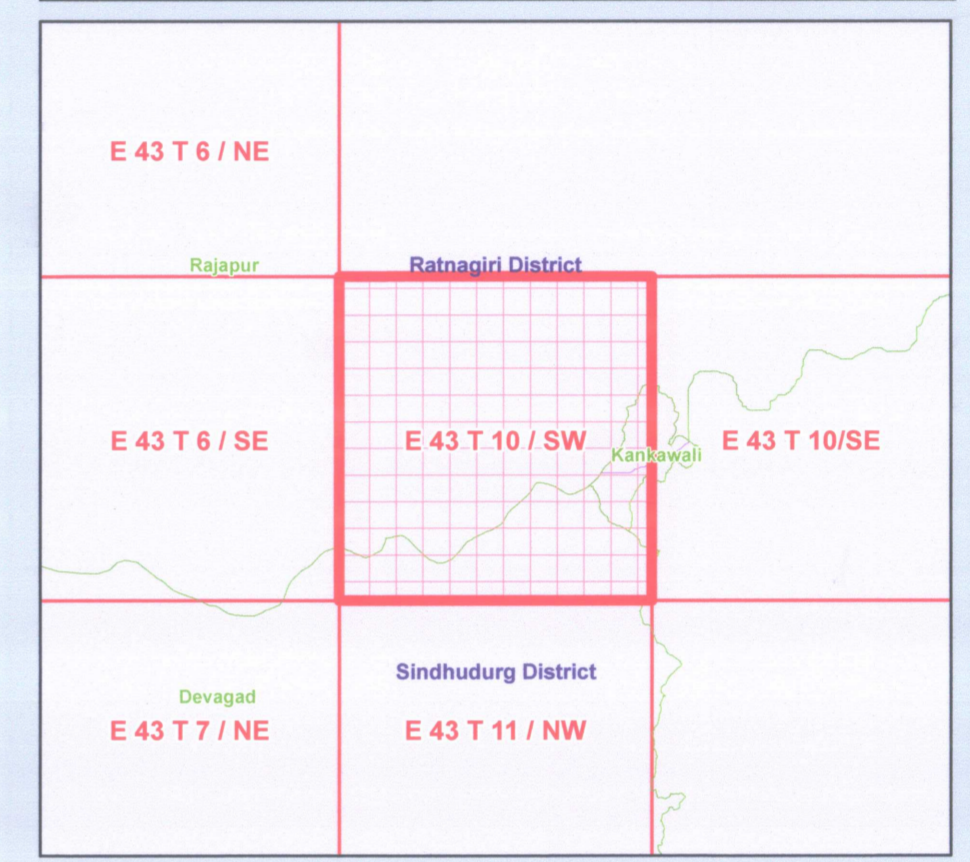 E 43 T 6 / NE
Rajapur
Ratnagiri District
E 43 T 6 / SE
E 43 T 10 / SW
E 43 T 10/SE
Kankawali
Sindhudurg District
Devagad
E 43 T 7 / NE
E 43 T 11 / NW